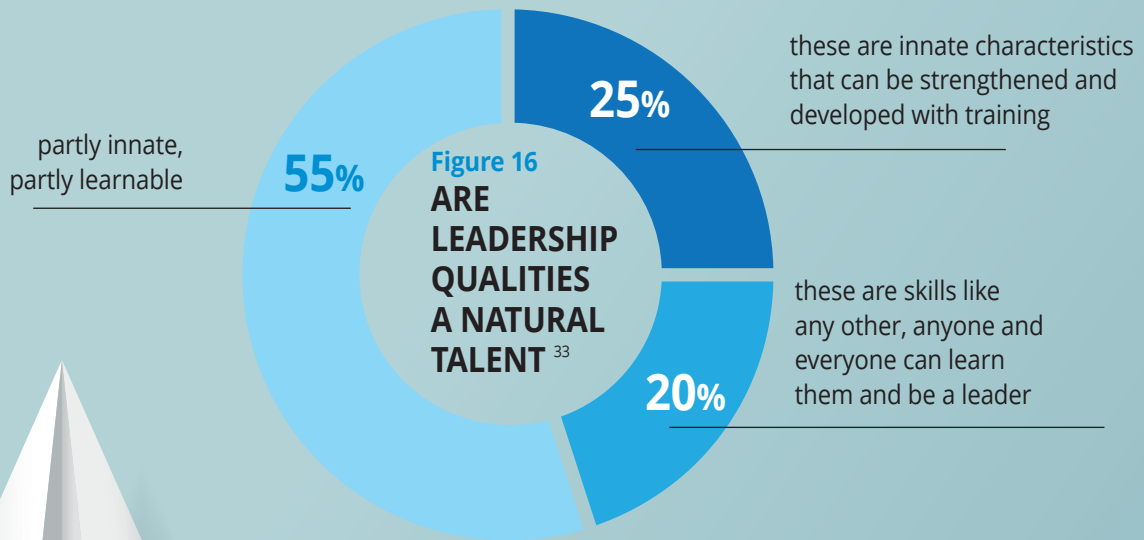 25%
these are innate characteristics
that can be strengthened and
developed with training
partly innate,
partly learnable
55%
Figure 16
ARE
LEADERSHIP
QUALITIES
A NATURAL
TALENT 33
20%
these are skills like
any other, anyone and
everyone can learn
them and be a leader